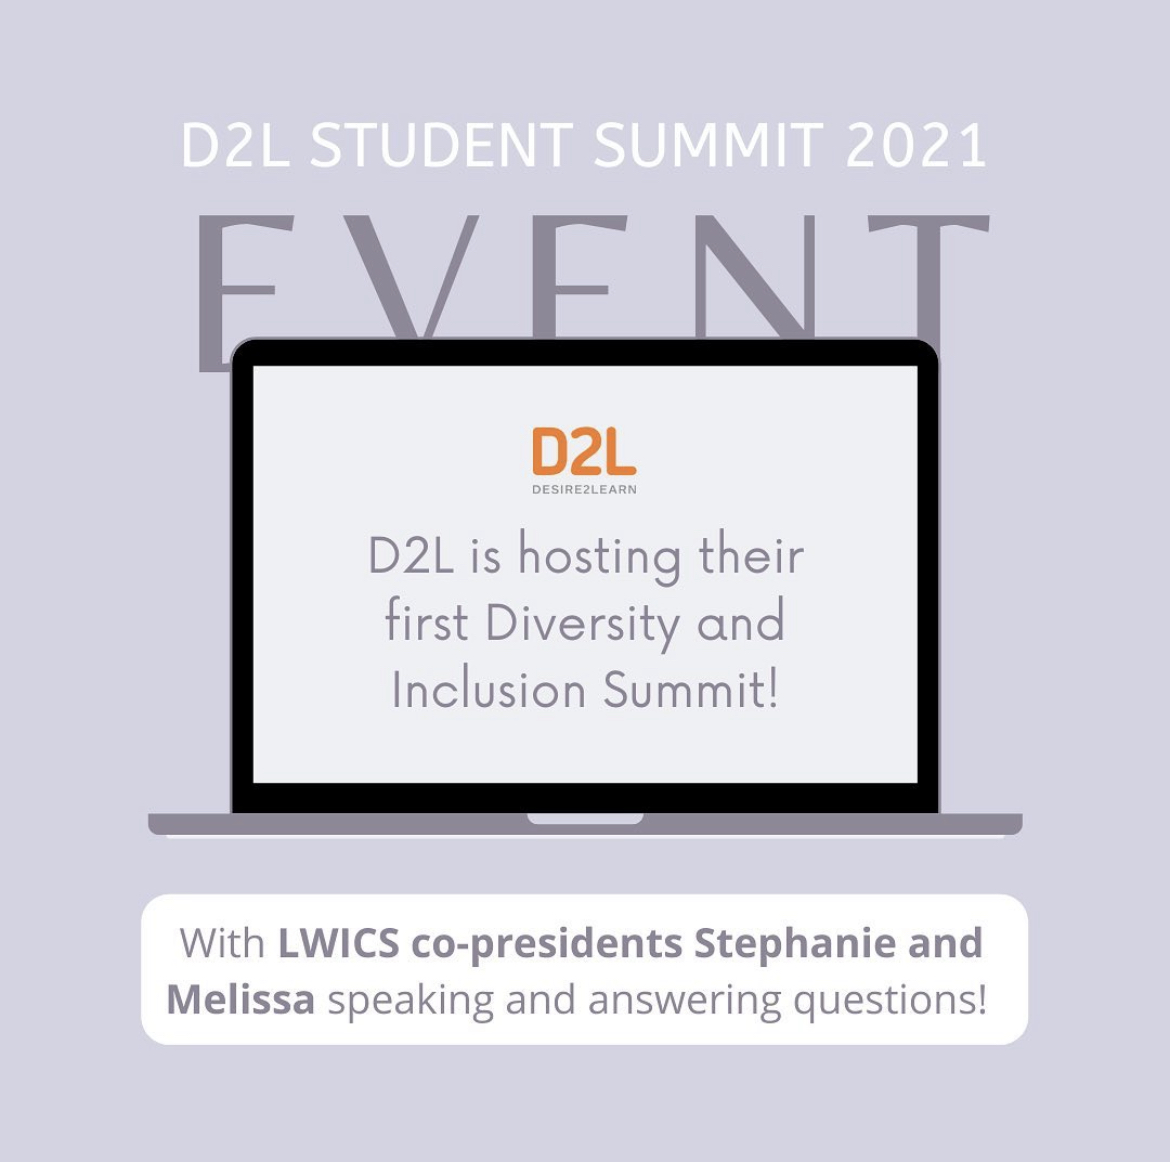 D2L STUDENT SUMMIT 2021
EVENT
D2L
DESIRE2LEARN
D2L is hosting their
first Diversity and
Inclusion Summit!
With LWICS co-presidents Stephanie and
Melissa speaking and answering questions!